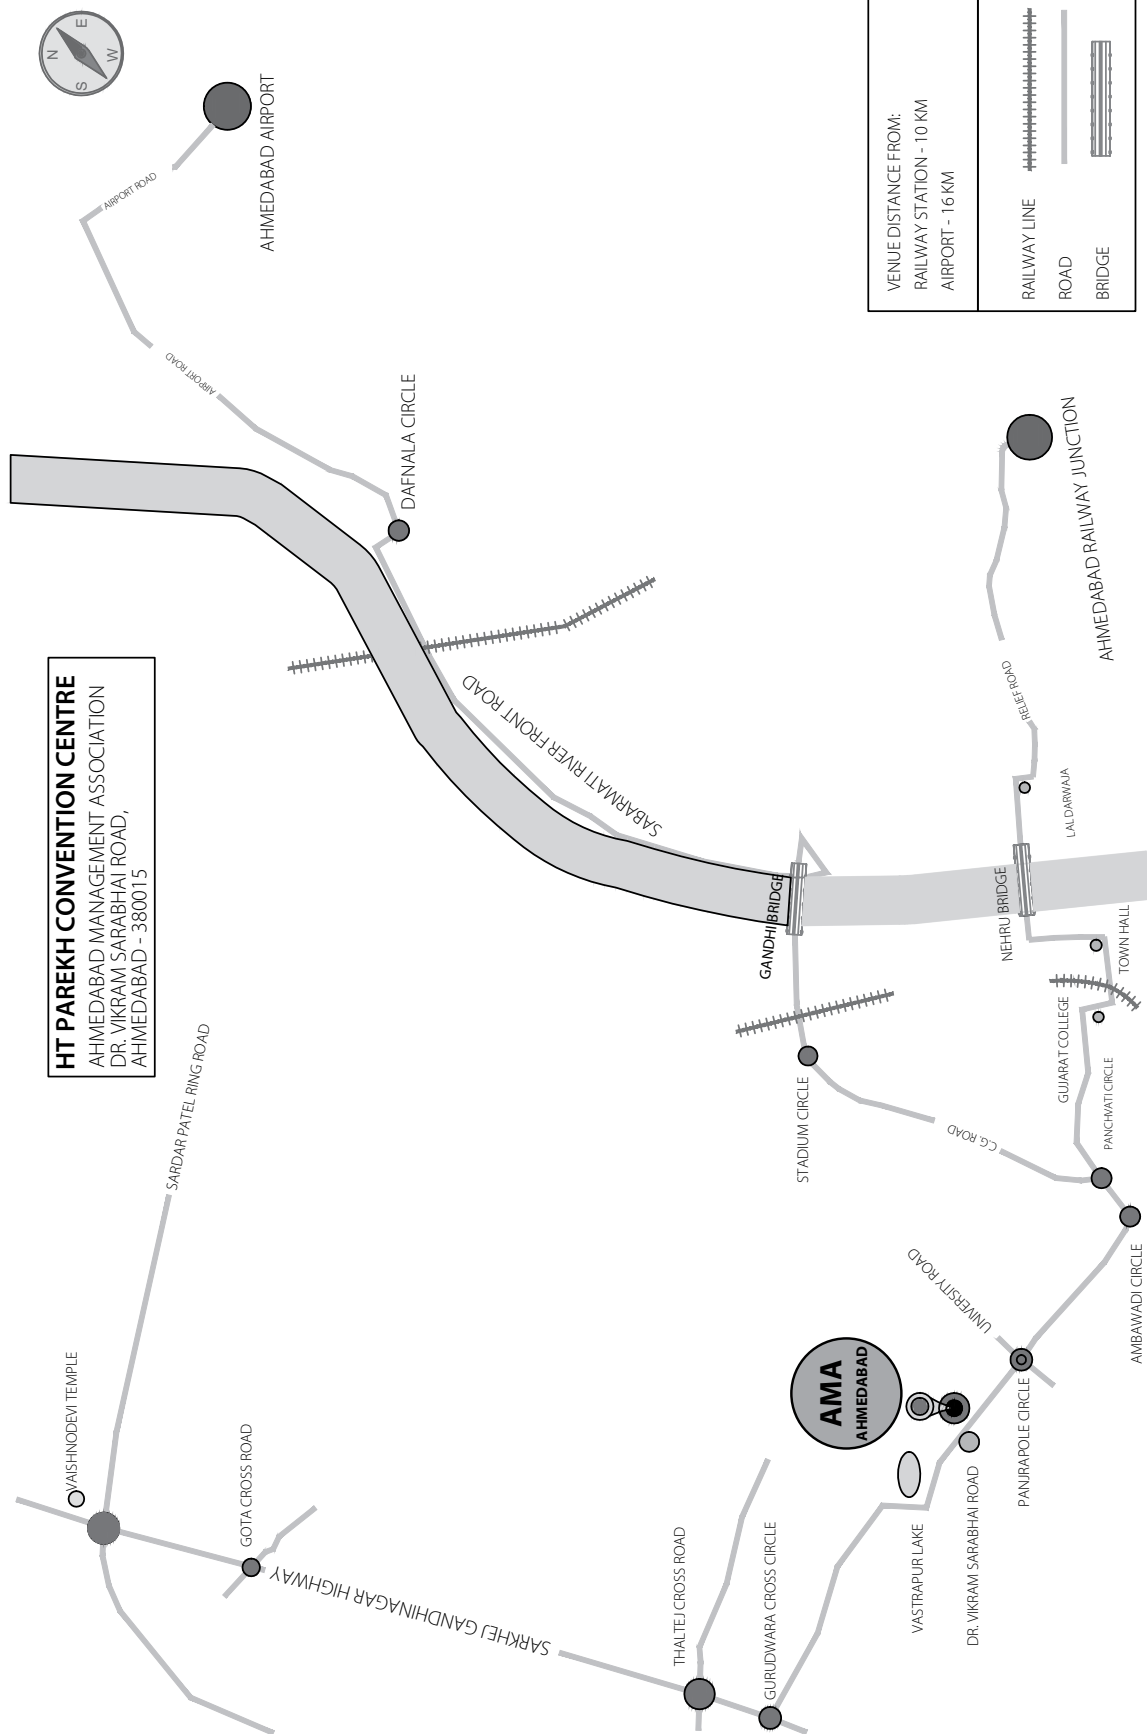 HT PAREKH CONVENTION CENTRE
AHMEDABAD MANAGEMENT ASSOCIATION
DR. VIKRAM SARABHAI ROAD,
AHMEDABAD - 380015
N
E
S
W
AHMEDABAD AIRPORT
AIRPORT ROAD
AIRPORT ROAD
DAFNALA CIRCLE
SABARMATI RIVER FRONT ROAD
VENUE DISTANCE FROM:
RAILWAY STATION - 10 KM
AIRPORT - 16 KM
RAILWAY LINE
ROAD
BRIDGE
AHMEDABAD RAILWAY JUNCTION
RELIEF ROAD
LAL DARWAJA
NEHRU BRIDGE
TOWN HALL
GANDHI BRIDGE
GUJARAT COLLEGE
PANCHVATI CIRCLE
STADIUM CIRCLE
C.G. ROAD
AMBAWADI CIRCLE
UNIVERSITY ROAD
PANJRAPOLE CIRCLE
AMA
AHMEDABAD
DR. VIKRAM SARABHAI ROAD
VASTRAPUR LAKE
GURUDWARA CROSS CIRCLE
THALTEJ CROSS ROAD
SARKHEJ GANDHINAGAR HIGHWAY
GOTA CROSS ROAD
VAISHNODEVI TEMPLE
SARDAR PATEL RING ROAD